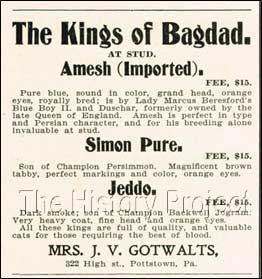 The Kings of Bagdad.
AT STUD.
Amesh (Imported).
FEE, $15.
Pure blue, sound in color, grand head, orange
eyes, royally bred; is by Lady Marcus Beresford's
Blue Boy II. and Duschar, formerly owned by the
late Queen of England. Amesh is perfect in type
and Persian character, and for his breeding alone
invaluable at stud.
Simon Pure.
FEE, $15.
Son of Champion Persimmon. Magnificent brown
tabby, perfect markings and color, orange, eyes.
Jeddo.
FEE, $15.
Dark smoke; son of Champion Backwell Jogram.
Very heavy coat, fine head and orange eyes.
All these kings are full of quality, and valuable
cats for those requiring the best of blood.
MRS. J. V. GOTWALTS,
322 High st., Pottstown, Pa.
The History Project